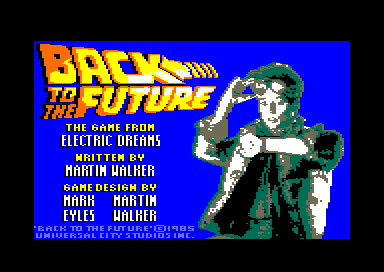 BACK
TO
THE FUTURE
THE GAME FROM
ELECTRIC DREAMS
WRITTEN BY
MARTIN WALKER
GAME DESIGN BY
MARK MARTIN
EYLES WALKER
"BACK TO THE FUTURE"©1985
UNIVERSAL CITY STUDIOS INC.